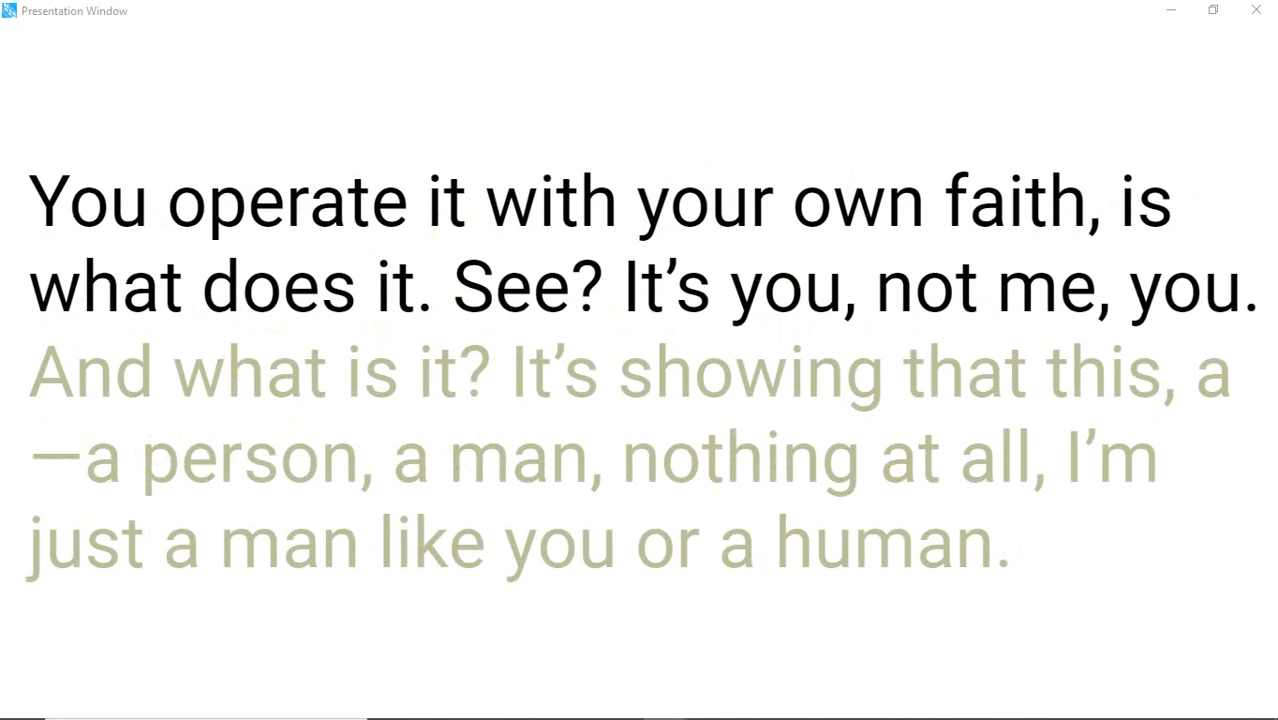 Presentation Window
You operate it with your own faith, is
what does it. See? It’s you, not me, you.
And what is it? It’s showing that this, a
—a person, a man, nothing at all, I’m
just a man like you or a human.